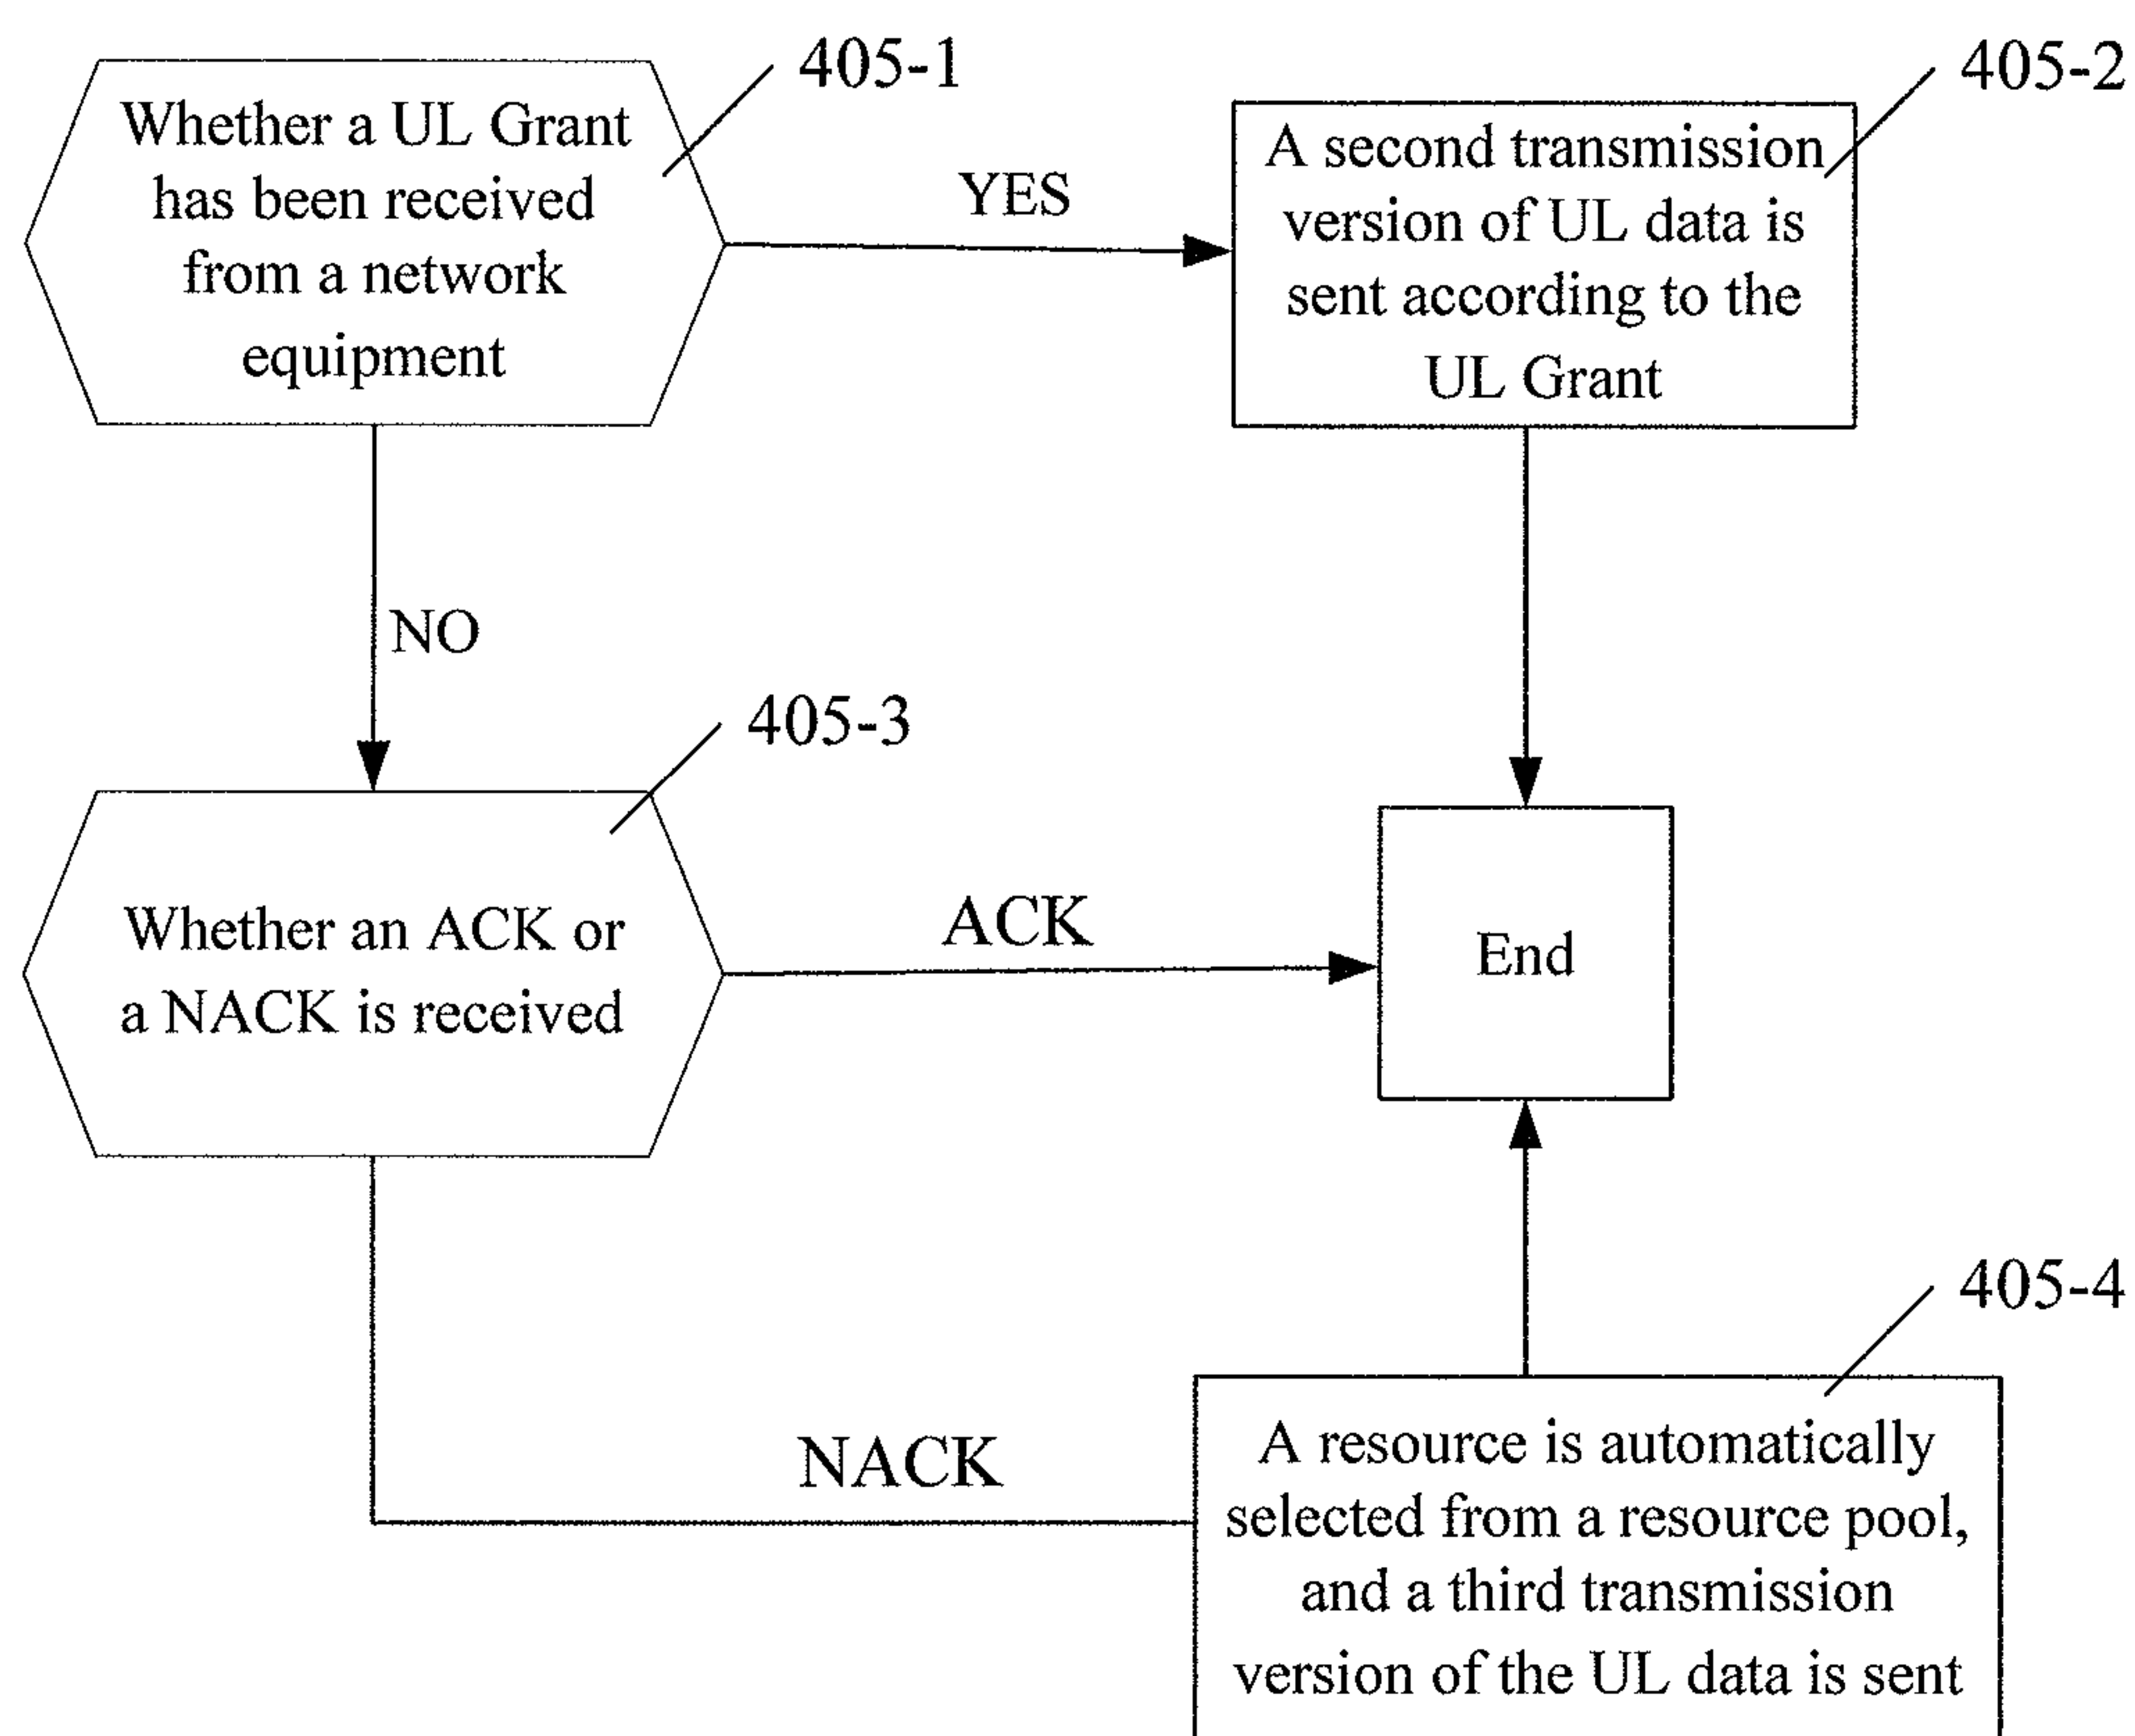 405-1
Whether a UL Grant
has been received
from a network
equipment
YES
405-2
A second transmission
version of UL data is
sent according to the
UL Grant
NO
405-3
Whether an ACK or
a NACK is received
ACK
End
NACK
405-4
A resource is automatically
selected from a resource pool,
and a third transmission
version of the UL data is sent